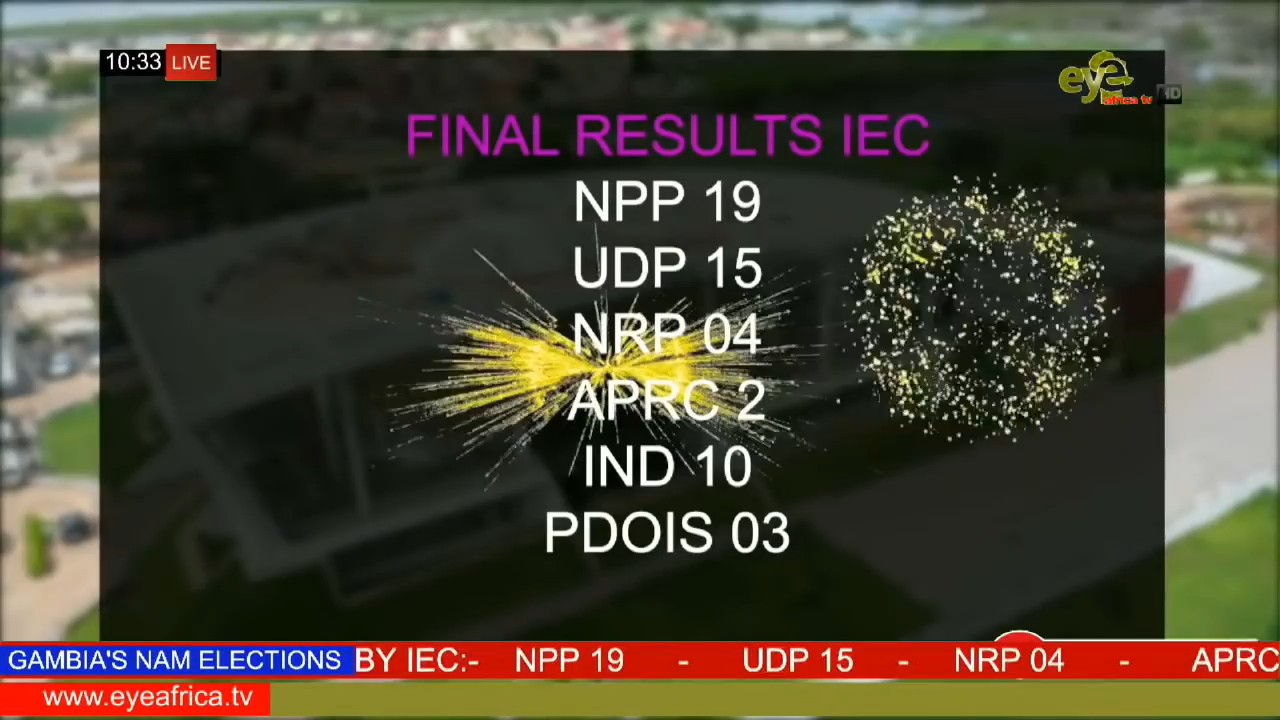 10:33 LIVE
eye
africa tv HD
FINAL RESULTS IEC
NPP 19
UDP 15
NRP 04
APRC 2
IND 10
PDOIS 03
GAMBIA'S NAM ELECTIONS BY IEC:- NPP 19 - UDP 15 - NRP 04 - APRC
www.eyeafrica.tv